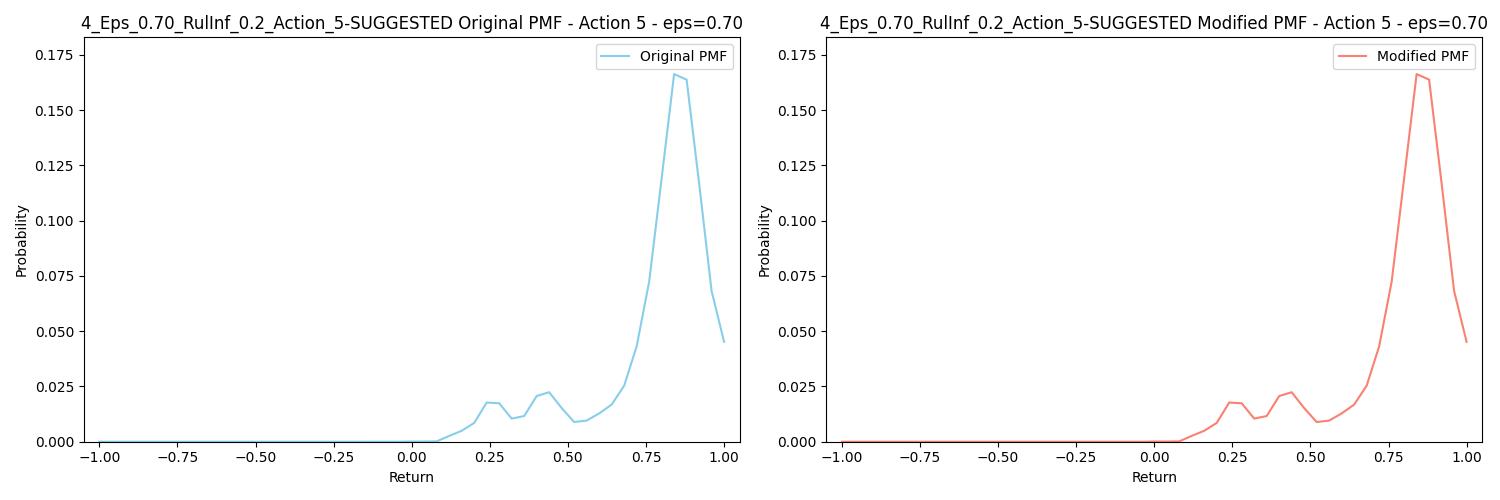 4_Eps_0.70_RulInf_0.2_Action_5-SUGGESTED Original PMF - Action 5 - eps=0.70
Original PMF
0.175
0.150
0.125
0.100
0.075
0.050
0.025
0.000
Probability
−1.00 −0.75 −0.50 −0.25 0.00 0.25 0.50 0.75 1.00
Return
4_Eps_0.70_RulInf_0.2_Action_5-SUGGESTED Modified PMF - Action 5 - eps=0.70
Modified PMF
0.175
0.150
0.125
0.100
0.075
0.050
0.025
0.000
Probability
−1.00 −0.75 −0.50 −0.25 0.00 0.25 0.50 0.75 1.00
Return